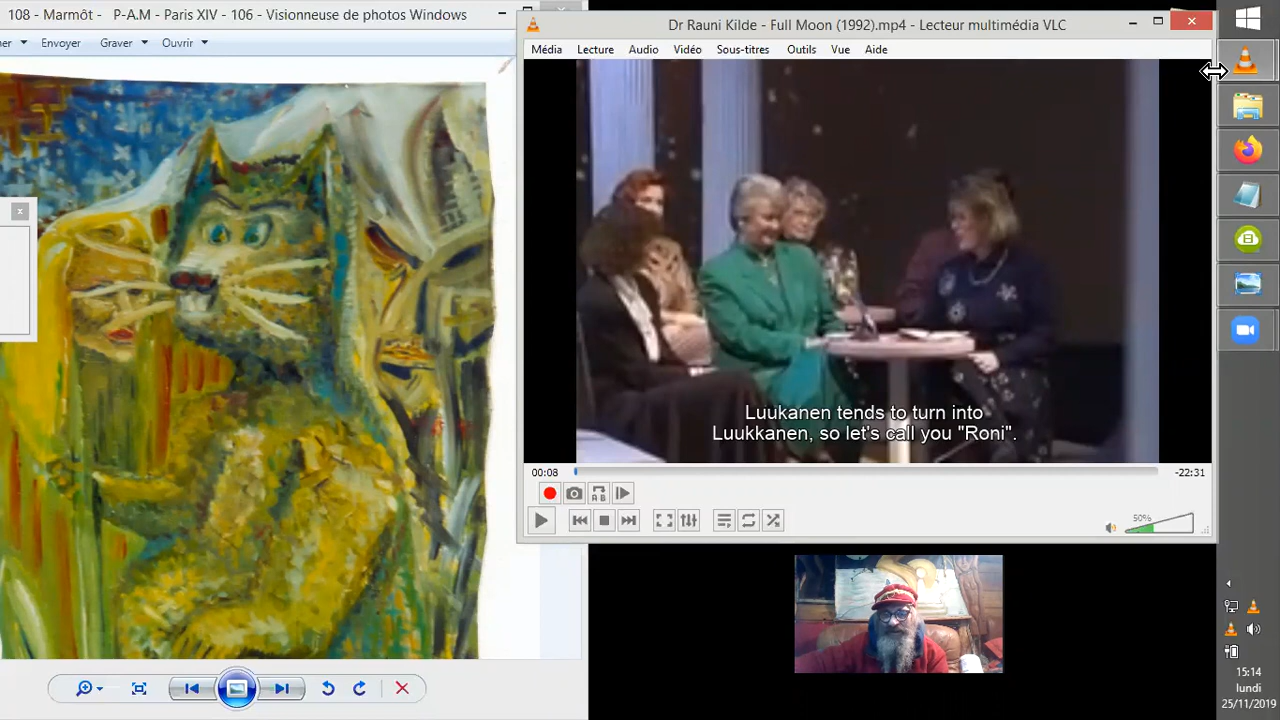 108 - Marmôt -    P-A.M - Paris XIV - 106 - Visionneuse de photos Windows
Envoyer
Graver
Ouvrir
Dr Rauni Kilde - Full Moon (1992).mp4 - Lecteur multimédia VLC
Média
Lecture
Audio
Vidéo
Sous-titres
Outils
Vue
Aide
Luukanen tends to turn into
Luukkanen, so let's call you "Roni".
00:08
-22:31
50%
15:14
lundi
25/11/2019